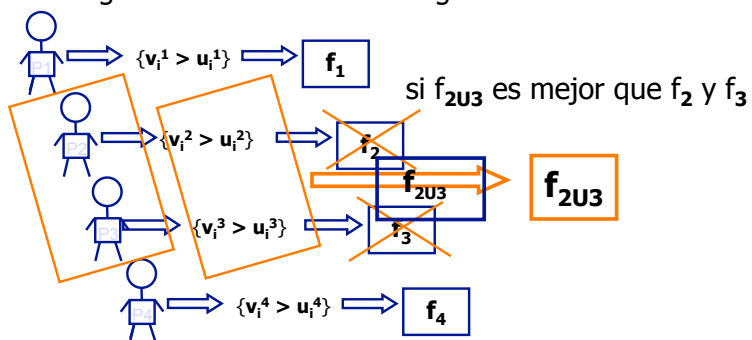 P1 {vᵢ¹ > uᵢ¹} f₁
si f₂U₃ es mejor que f₂ y f₃
P2 {vᵢ² > uᵢ²} f₂
f₂U₃ f₂U₃
P3 {vᵢ³ > uᵢ³} f₃
P4 {vᵢ⁴ > uᵢ⁴} f₄